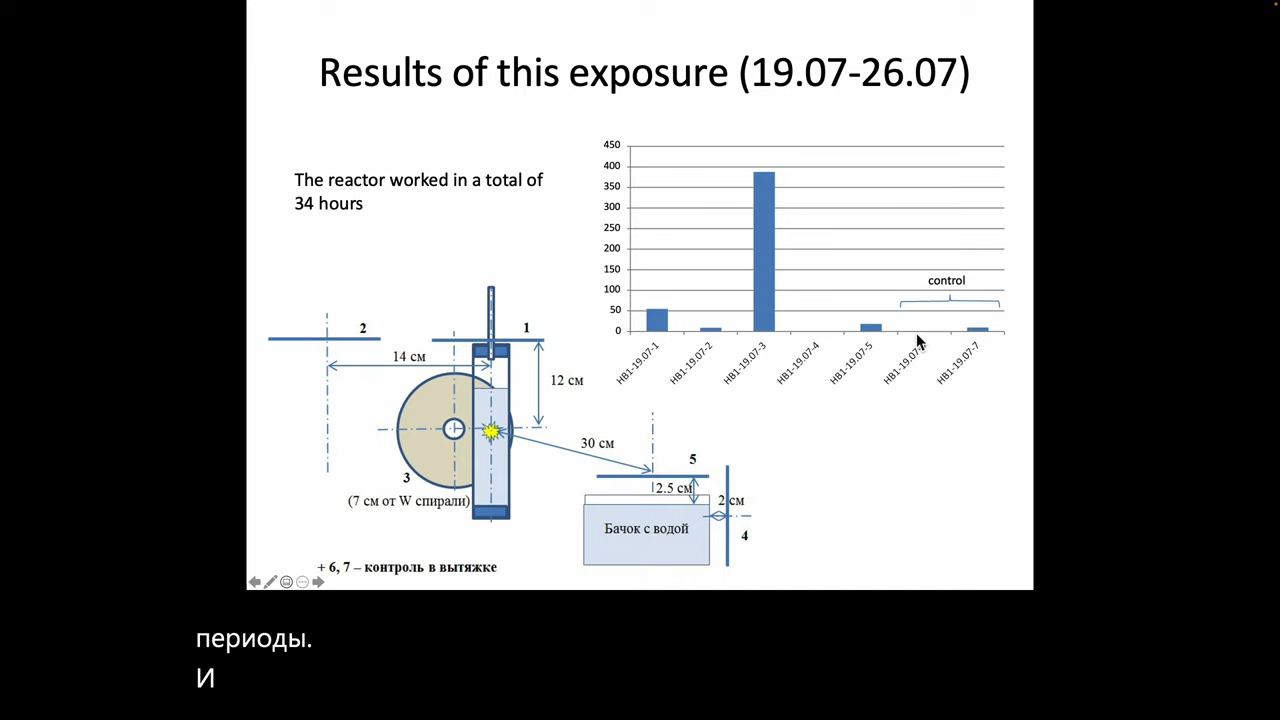 Results of this exposure (19.07-26.07)
The reactor worked in a total of
34 hours
450
400
350
300
250
200
150
100
50
0
control
HB1-19.07-1
HB1-19.07-2
HB1-19.07-3
HB1-19.07-4
HB1-19.07-5
HB1-19.07-7
2
1
14 см
12 см
30 см
3
(7 см от W спирали)
5
2.5 см
2 см
Бачок с водой
4
+ 6, 7 – контроль в вытяжке
периоды.
И